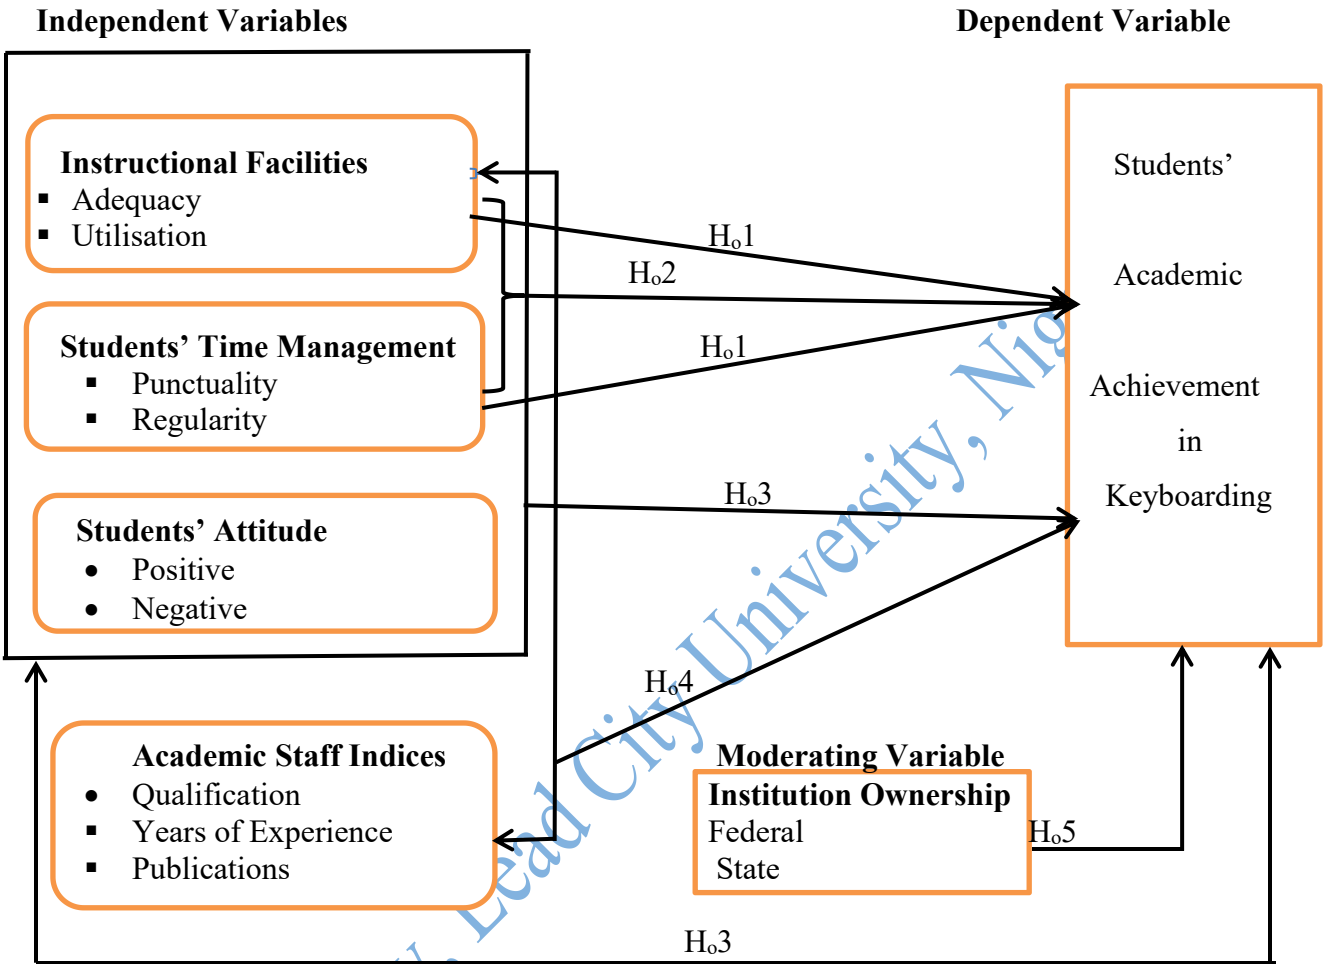 Independent Variables
Dependent Variable
Instructional Facilities
▪ Adequacy
▪ Utilisation
Students’ Time Management
▪ Punctuality
▪ Regularity
Students’ Attitude
• Positive
• Negative
Academic Staff Indices
• Qualification
▪ Years of Experience
▪ Publications
Hₒ1
Hₒ2
Hₒ1
Hₒ3
Hₒ4
Moderating Variable
Institution Ownership
Federal
State
Hₒ5
Hₒ3
Students’
Academic
Achievement
in
Keyboarding
Lead City University,